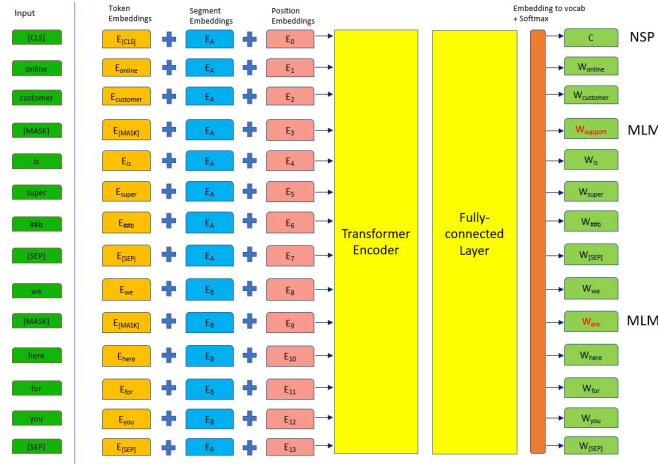 Input
Token
Embeddings
Segment
Embeddings
Position
Embeddings
Embedding to vocab
+ Softmax
[CLS] E[CLS] EA E0 C NSP
online Eonline EA E1 Wonline
customer Ecustomer EA E2 Wcustomer
[MASK] E[MASK] EA E3 Wsupport MLM
is Eis EA E4 Wis
super Esuper EA E5 Wsuper
##b E##b EA E6 W##b
Transformer
Encoder
Fully-
connected
Layer
[SEP] E[SEP] EA E7 W[SEP]
we Ewe EB E8 Wwe
[MASK] E[MASK] EB E9 Ware MLM
here Ehere EB E10 Where
for Efor EB E11 Wfor
you Eyou EB E12 Wyou
[SEP] E[SEP] EB E13 W[SEP]